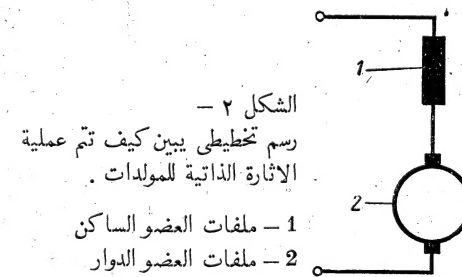 الشكل ٢ –
رسم تخطيطى يبين كيف تتم عملية
الاثارة الذاتية للمولدات .
1 – ملفات العضو الساكن
2 – ملفات العضو الدوار
1
2